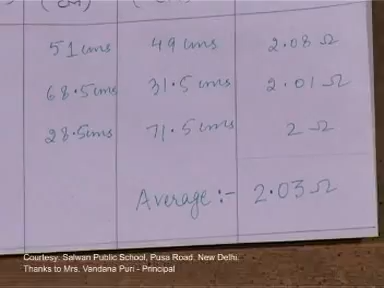 (cm) (cm)
51 cms 49 cms 2.08 Ω
68.5 cms 31.5 cms 2.01 Ω
28.5 cms 71.5 cms 2 Ω
Average:- 2.03 Ω
Courtesy. Salwan Public School, Pusa Road, New Delhi.
Thanks to Mrs. Vandana Puri - Principal